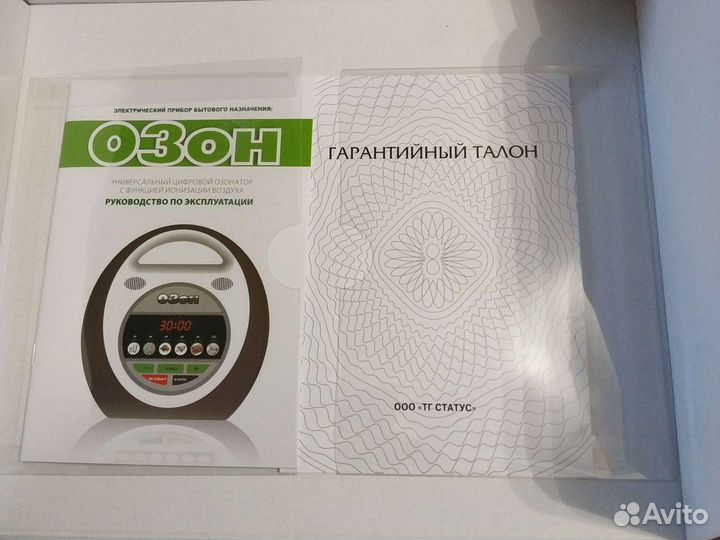 ЭЛЕКТРИЧЕСКИЙ ПРИБОР БЫТОВОГО НАЗНАЧЕНИЯ:
ОЗОН
УНИВЕРСАЛЬНЫЙ ЦИФРОВОЙ ОЗОНАТОР
С ФУНКЦИЕЙ ИОНИЗАЦИИ ВОЗДУХА
РУКОВОДСТВО ПО ЭКСПЛУАТАЦИИ
ОЗОН
30:00
ГАРАНТИЙНЫЙ ТАЛОН
ООО «ТГ СТАТУС»
Avito